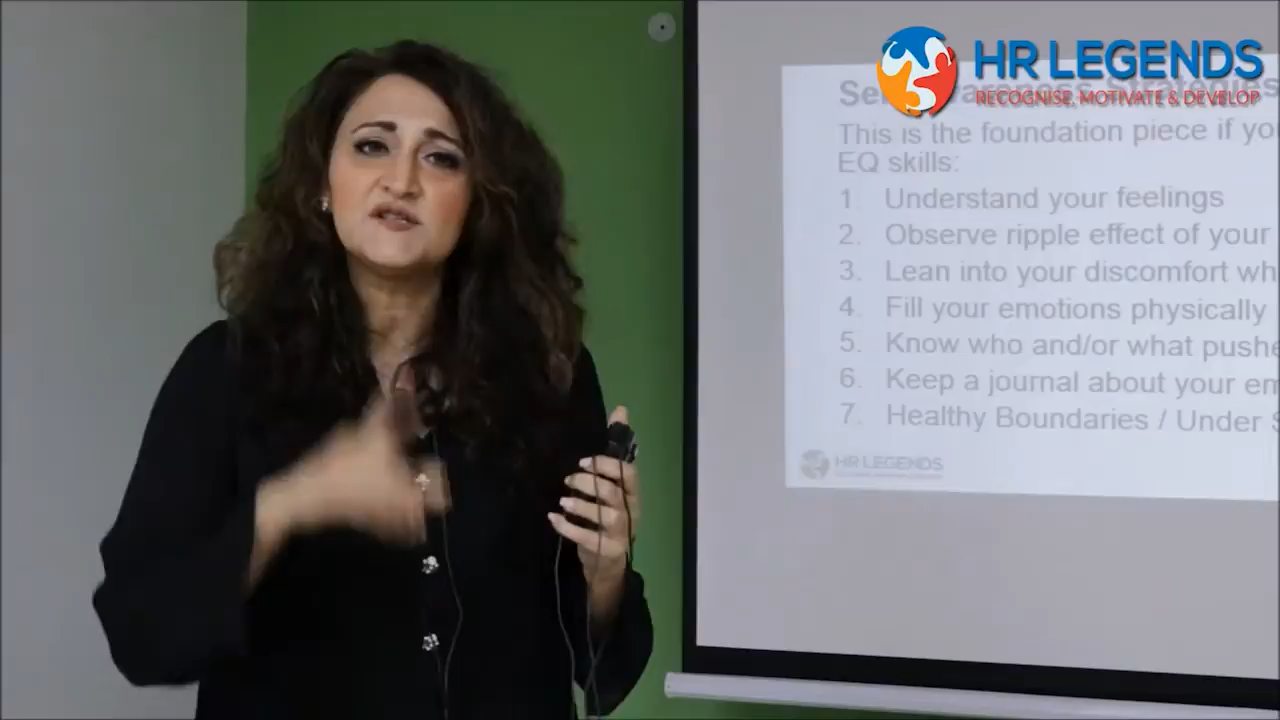 HR LEGENDS
RECOGNISE, MOTIVATE & DEVELOP
This is the foundation piece if yo
EQ skills:
1 Understand your feelings
2. Observe ripple effect of your
3. Lean into your discomfort wh
4. Fill your emotions physically
5. Know who and/or what pushe
6. Keep a journal about your em
7. Healthy Boundaries / Under S
HR LEGENDS